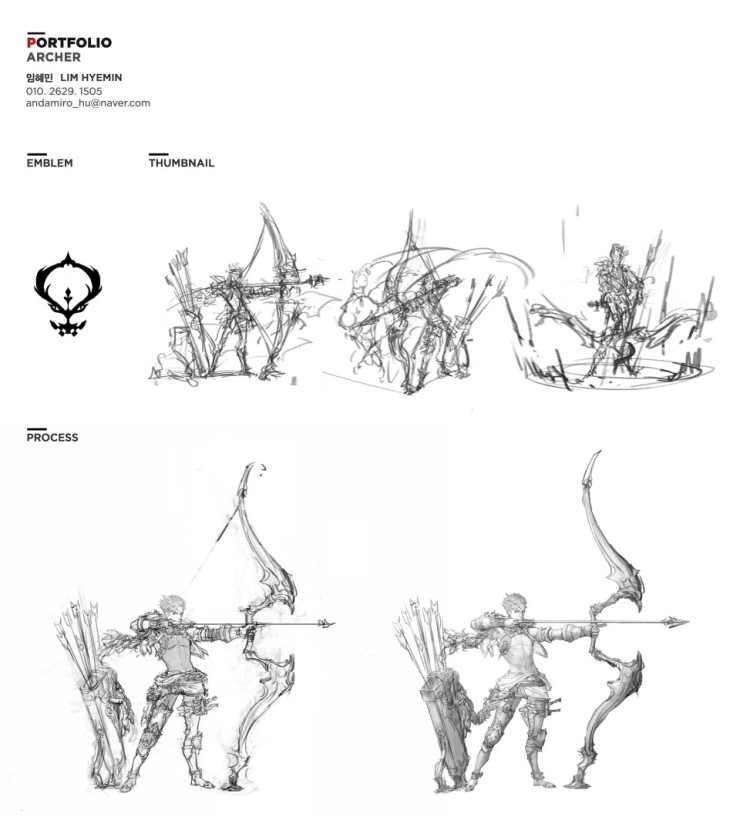 PORTFOLIO
ARCHER
임혜민 LIM HYEMIN
010. 2629. 1505
andamiro_hu@naver.com
EMBLEM
THUMBNAIL
PROCESS